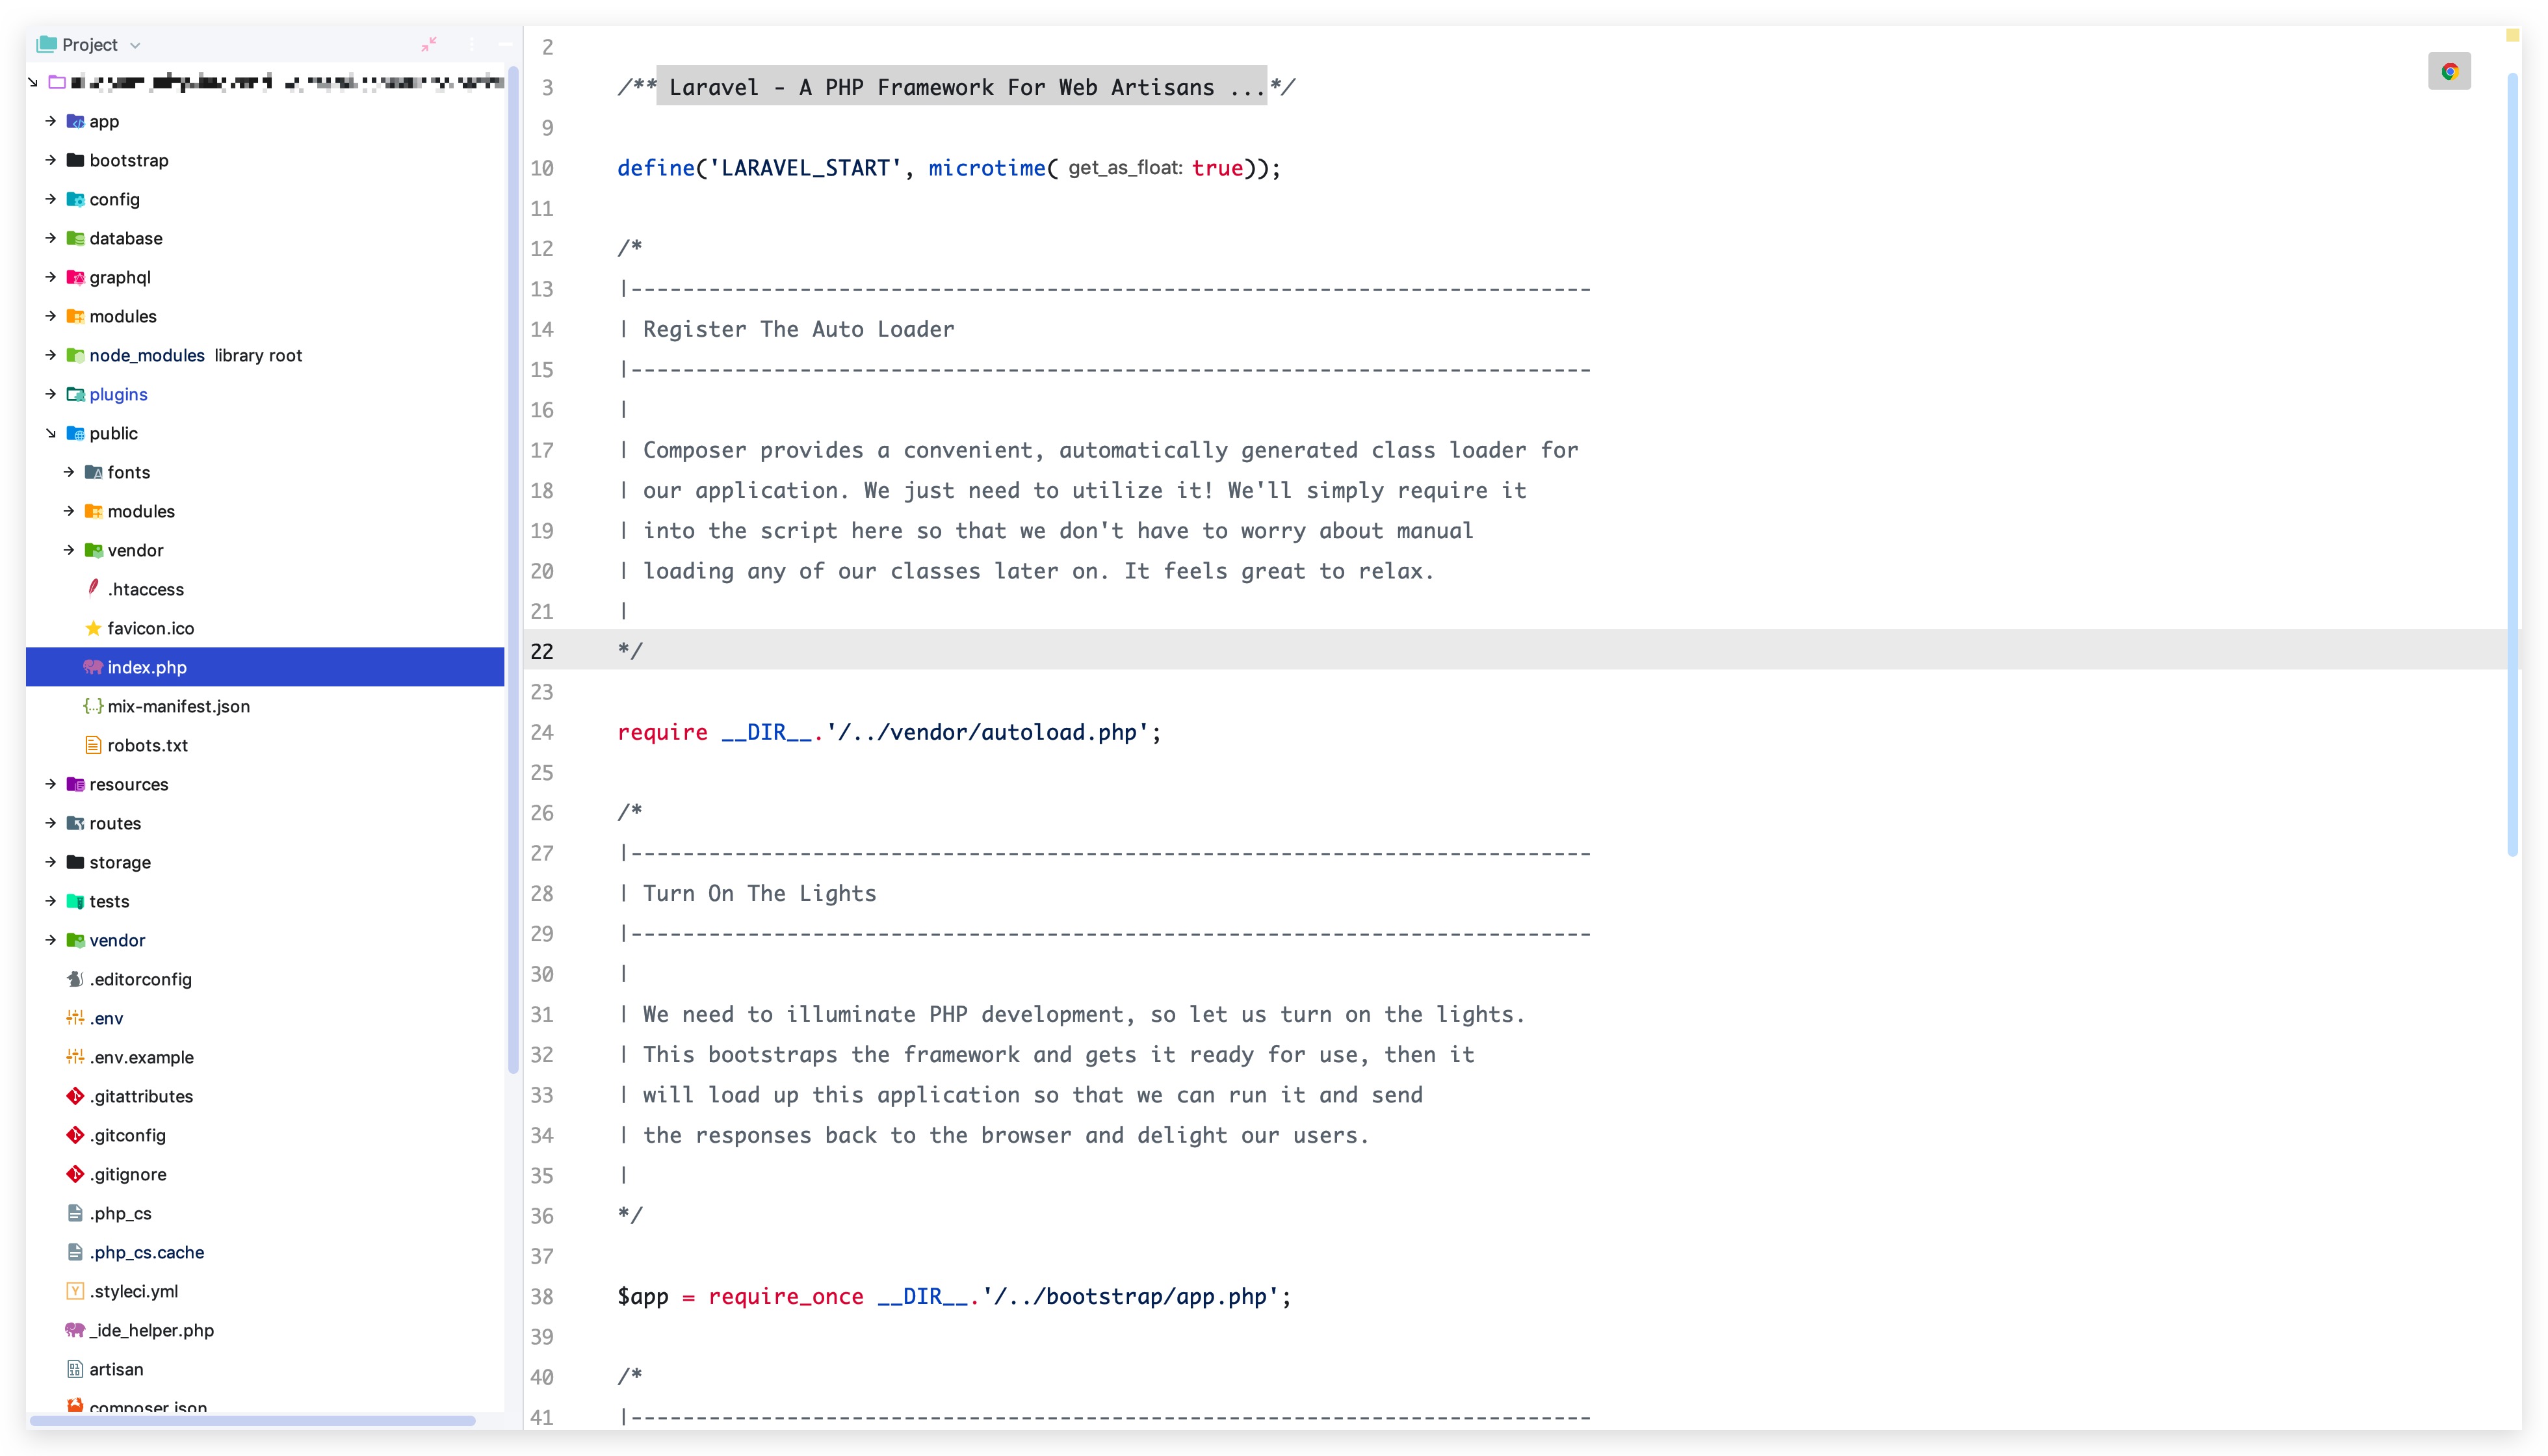 Project
app
bootstrap
config
database
graphql
modules
node_modules library root
plugins
public
fonts
modules
vendor
.htaccess
favicon.ico
index.php
mix-manifest.json
robots.txt
resources
routes
storage
tests
vendor
.editorconfig
.env
.env.example
.gitattributes
.gitconfig
.gitignore
.php_cs
.php_cs.cache
.styleci.yml
_ide_helper.php
artisan
composer.json
2
3 /** Laravel - A PHP Framework For Web Artisans ...*/
9
10 define('LARAVEL_START', microtime( get_as_float: true));
11
12 /*
13 |--------------------------------------------------------------------------
14 | Register The Auto Loader
15 |--------------------------------------------------------------------------
16 |
17 | Composer provides a convenient, automatically generated class loader for
18 | our application. We just need to utilize it! We'll simply require it
19 | into the script here so that we don't have to worry about manual
20 | loading any of our classes later on. It feels great to relax.
21 |
22 */
23
24 require __DIR__.'/../vendor/autoload.php';
25
26 /*
27 |--------------------------------------------------------------------------
28 | Turn On The Lights
29 |--------------------------------------------------------------------------
30 |
31 | We need to illuminate PHP development, so let us turn on the lights.
32 | This bootstraps the framework and gets it ready for use, then it
33 | will load up this application so that we can run it and send
34 | the responses back to the browser and delight our users.
35 |
36 */
37
38 $app = require_once __DIR__.'/../bootstrap/app.php';
39
40 /*
41 |--------------------------------------------------------------------------